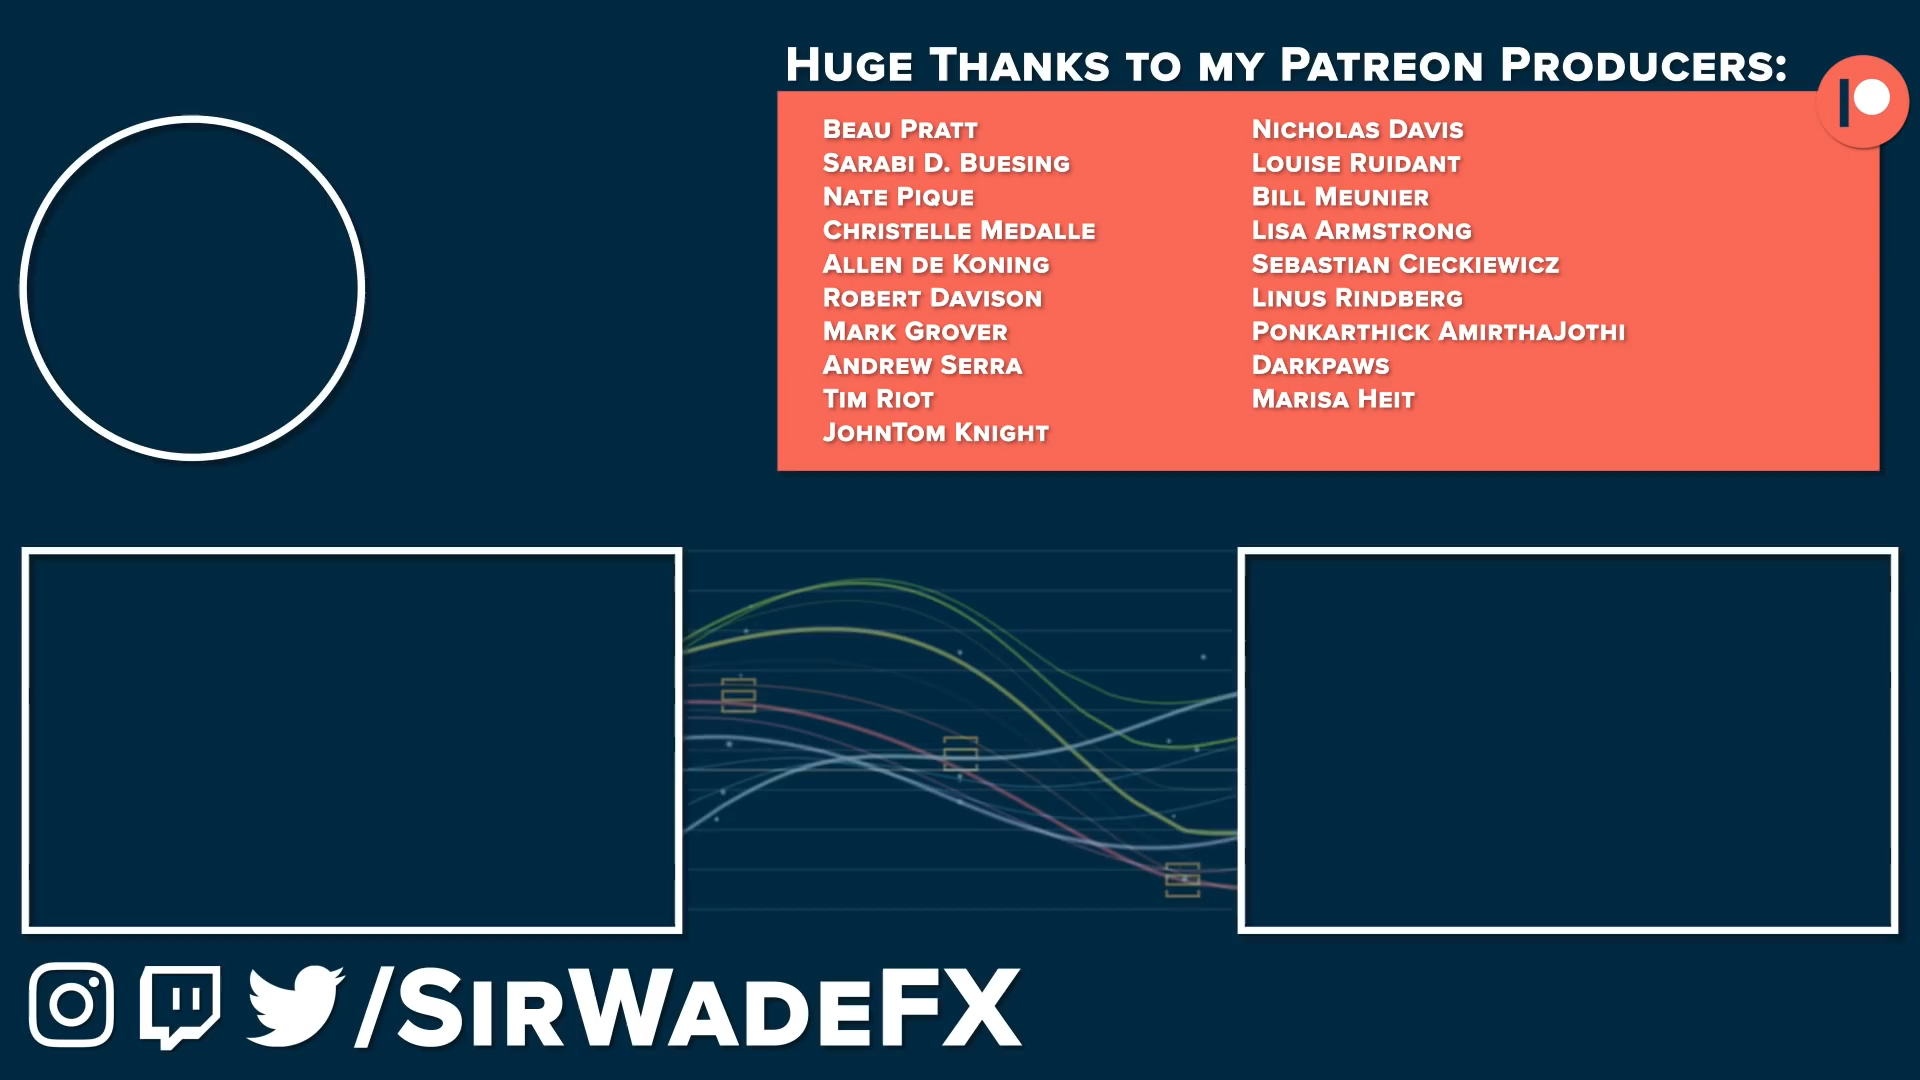 Huge Thanks to my Patreon Producers:
Beau Pratt
Sarabi D. Buesing
Nate Pique
Christelle Medalle
Allen de Koning
Robert Davison
Mark Grover
Andrew Serra
Tim Riot
JohnTom Knight
Nicholas Davis
Louise Ruidant
Bill Meunier
Lisa Armstrong
Sebastian Cieckiewicz
Linus Rindberg
Ponkarthick AmirthaJothi
Darkpaws
Marisa Heit
/SirWadeFX